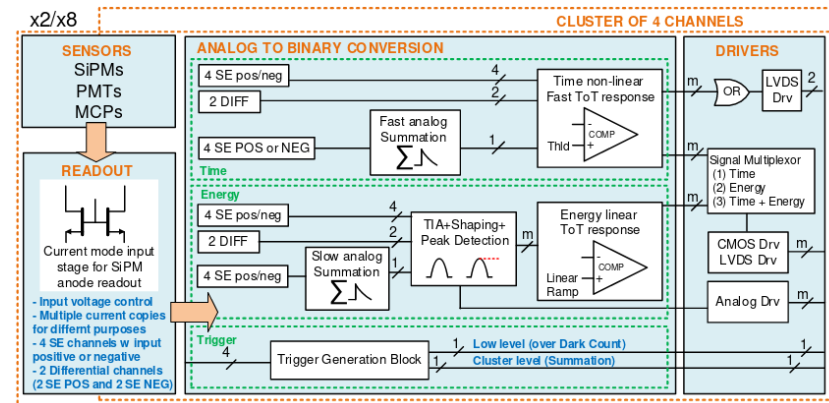 x2/x8
CLUSTER OF 4 CHANNELS
SENSORS
SiPMs
PMTs
MCPs
READOUT
Current mode input
stage for SiPM
anode readout
- Input voltage control
- Multiple current copies
for differnt purposes
- 4 SE channels w input
positive or negative
- 2 Differential channels
(2 SE POS and 2 SE NEG)
ANALOG TO BINARY CONVERSION
4 SE pos/neg
4
2 DIFF
2
4 SE POS or NEG
Fast analog
Summation
∑
1
Time non-linear
Fast ToT response
-
COMP
Thld
+
Time
Energy
4 SE pos/neg
4
2 DIFF
2
4 SE pos/neg
Slow analog
Summation
∑
1
TIA+Shaping+
Peak Detection
m
Energy linear
ToT response
-
COMP
Linear
+
Ramp
Trigger
4
Trigger Generation Block
1
Low level (over Dark Count)
1
Cluster level (Summation)
DRIVERS
m
OR
LVDS
Drv
2
m
Signal Multiplexor
(1) Time
(2) Energy
(3) Time + Energy
m
CMOS Drv
LVDS Drv
m
Analog Drv
m
1
1